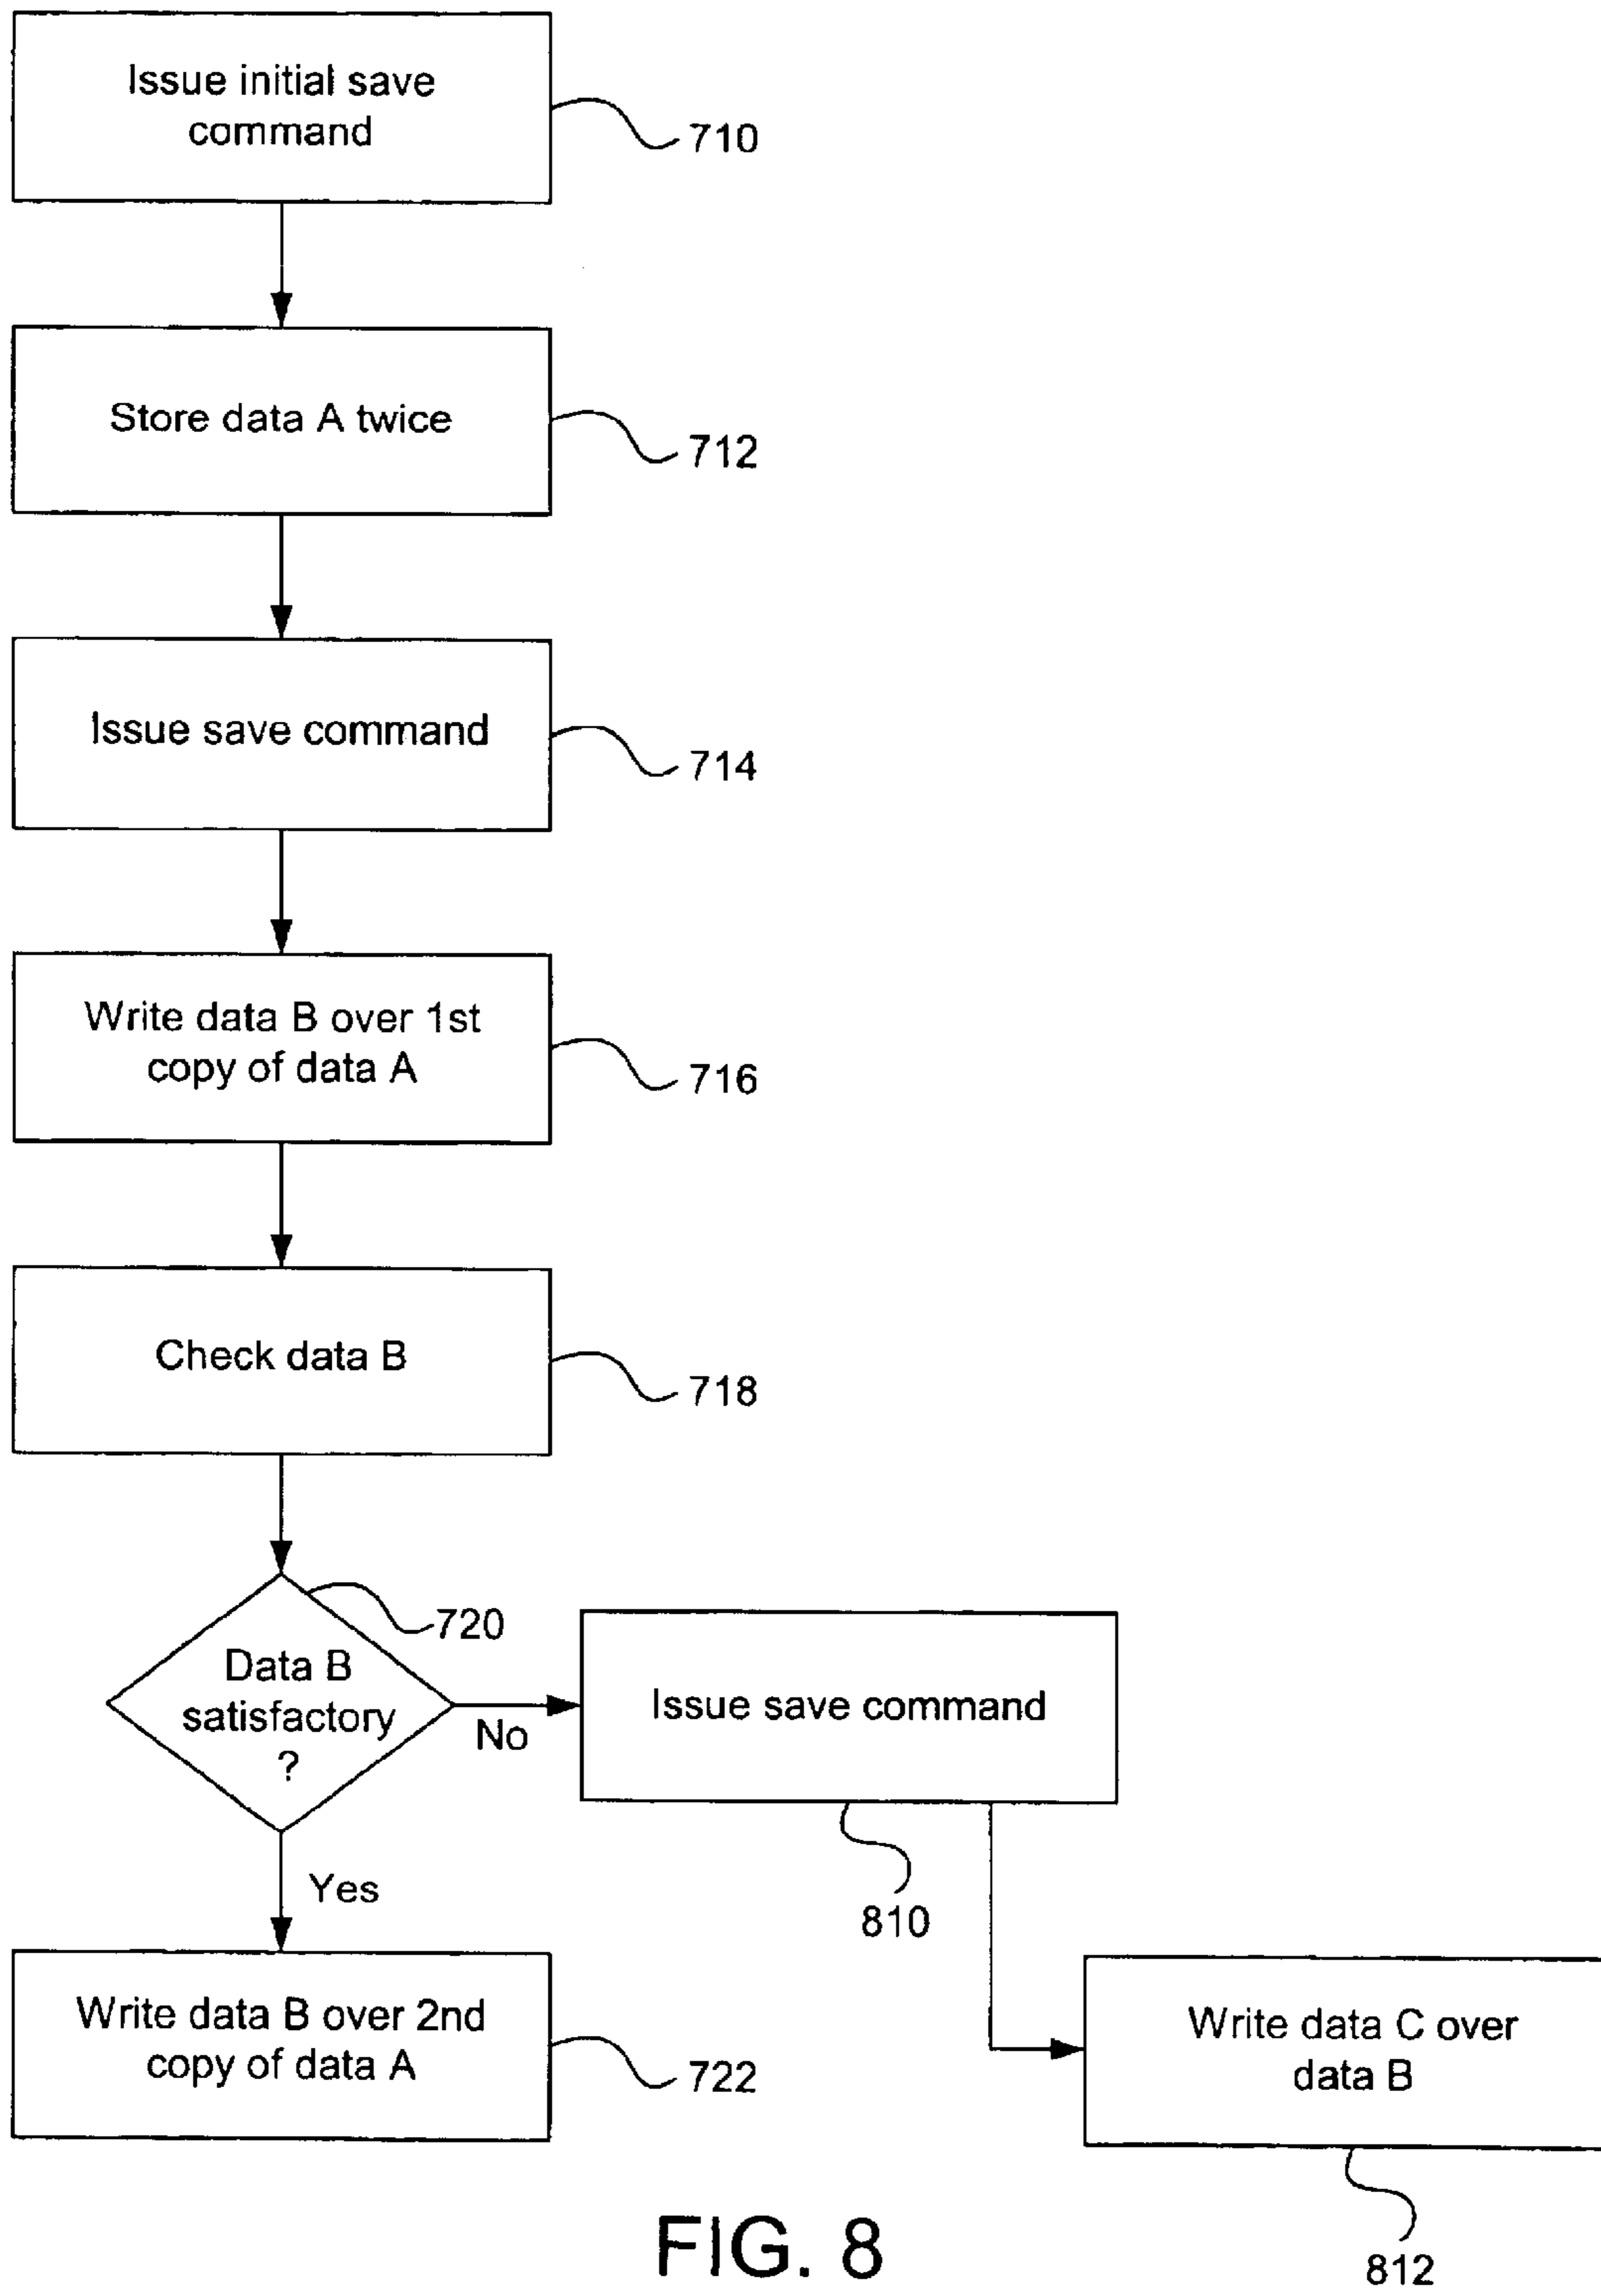 Issue initial save
command
710
Store data A twice
712
Issue save command
714
Write data B over 1st
copy of data A
716
Check data B
718
720
Data B
satisfactory
?
No
Issue save command
810
Yes
Write data B over 2nd
copy of data A
722
Write data C over
data B
812
FIG. 8